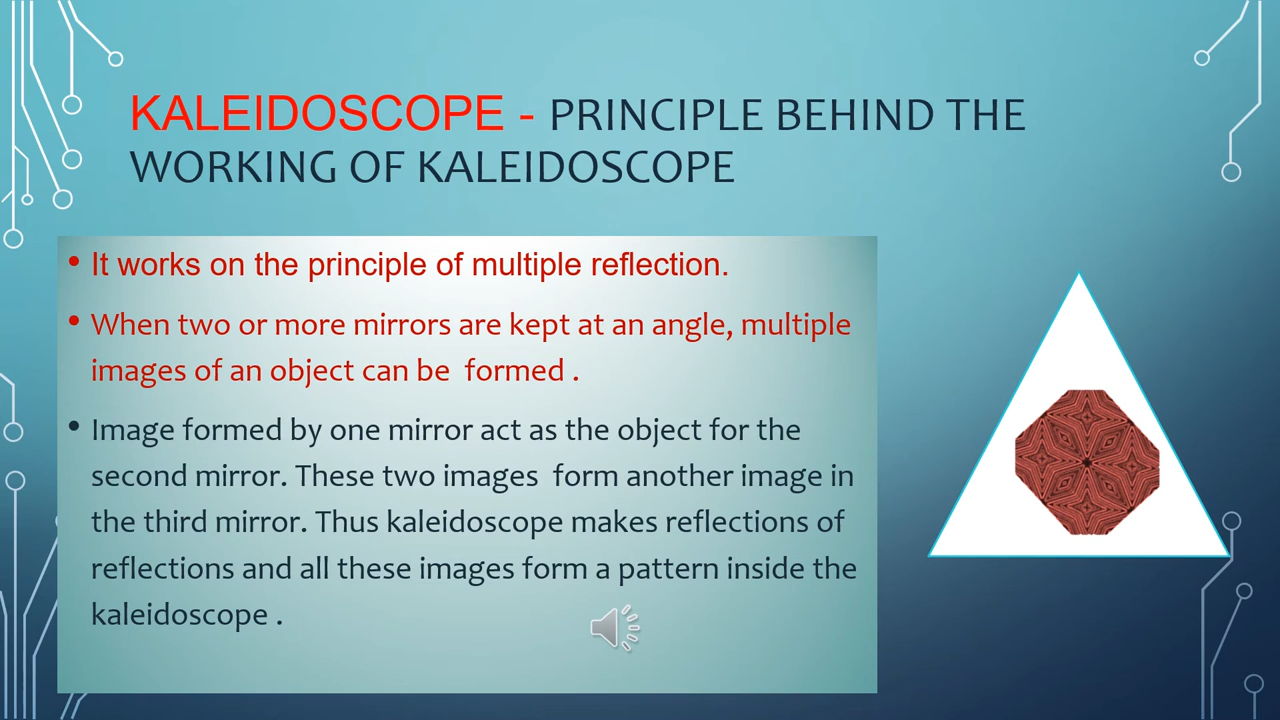 KALEIDOSCOPE - PRINCIPLE BEHIND THE
WORKING OF KALEIDOSCOPE
• It works on the principle of multiple reflection.
• When two or more mirrors are kept at an angle, multiple
images of an object can be  formed .
• Image formed by one mirror act as the object for the
second mirror. These two images  form another image in
the third mirror. Thus kaleidoscope makes reflections of
reflections and all these images form a pattern inside the
kaleidoscope .